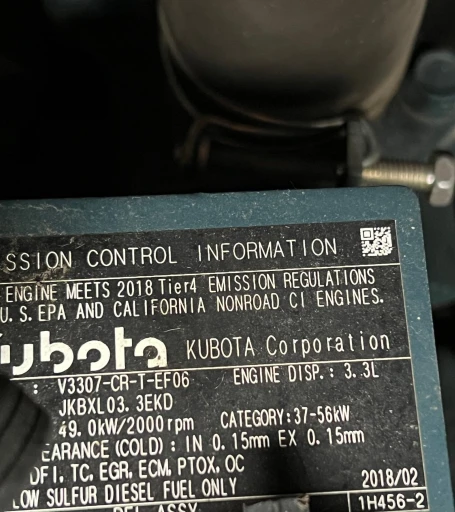 SSION CONTROL INFORMATION
ENGINE MEETS 2018 Tier4 EMISSION REGULATIONS
U.S.EPA AND CALIFORNIA NONROAD CI ENGINES.
Kubota KUBOTA Corporation
: V3307-CR-T-EF06 ENGINE DISP.: 3.3L
JKBXL03.3EKD
49.0kW/2000rpm CATEGORY:37-56kW
EARANCE (COLD) : IN 0.15mm EX 0.15mm
DFI, TC, EGR, ECM, PTOX, OC
LOW SULFUR DIESEL FUEL ONLY 2018/02
1H456-2